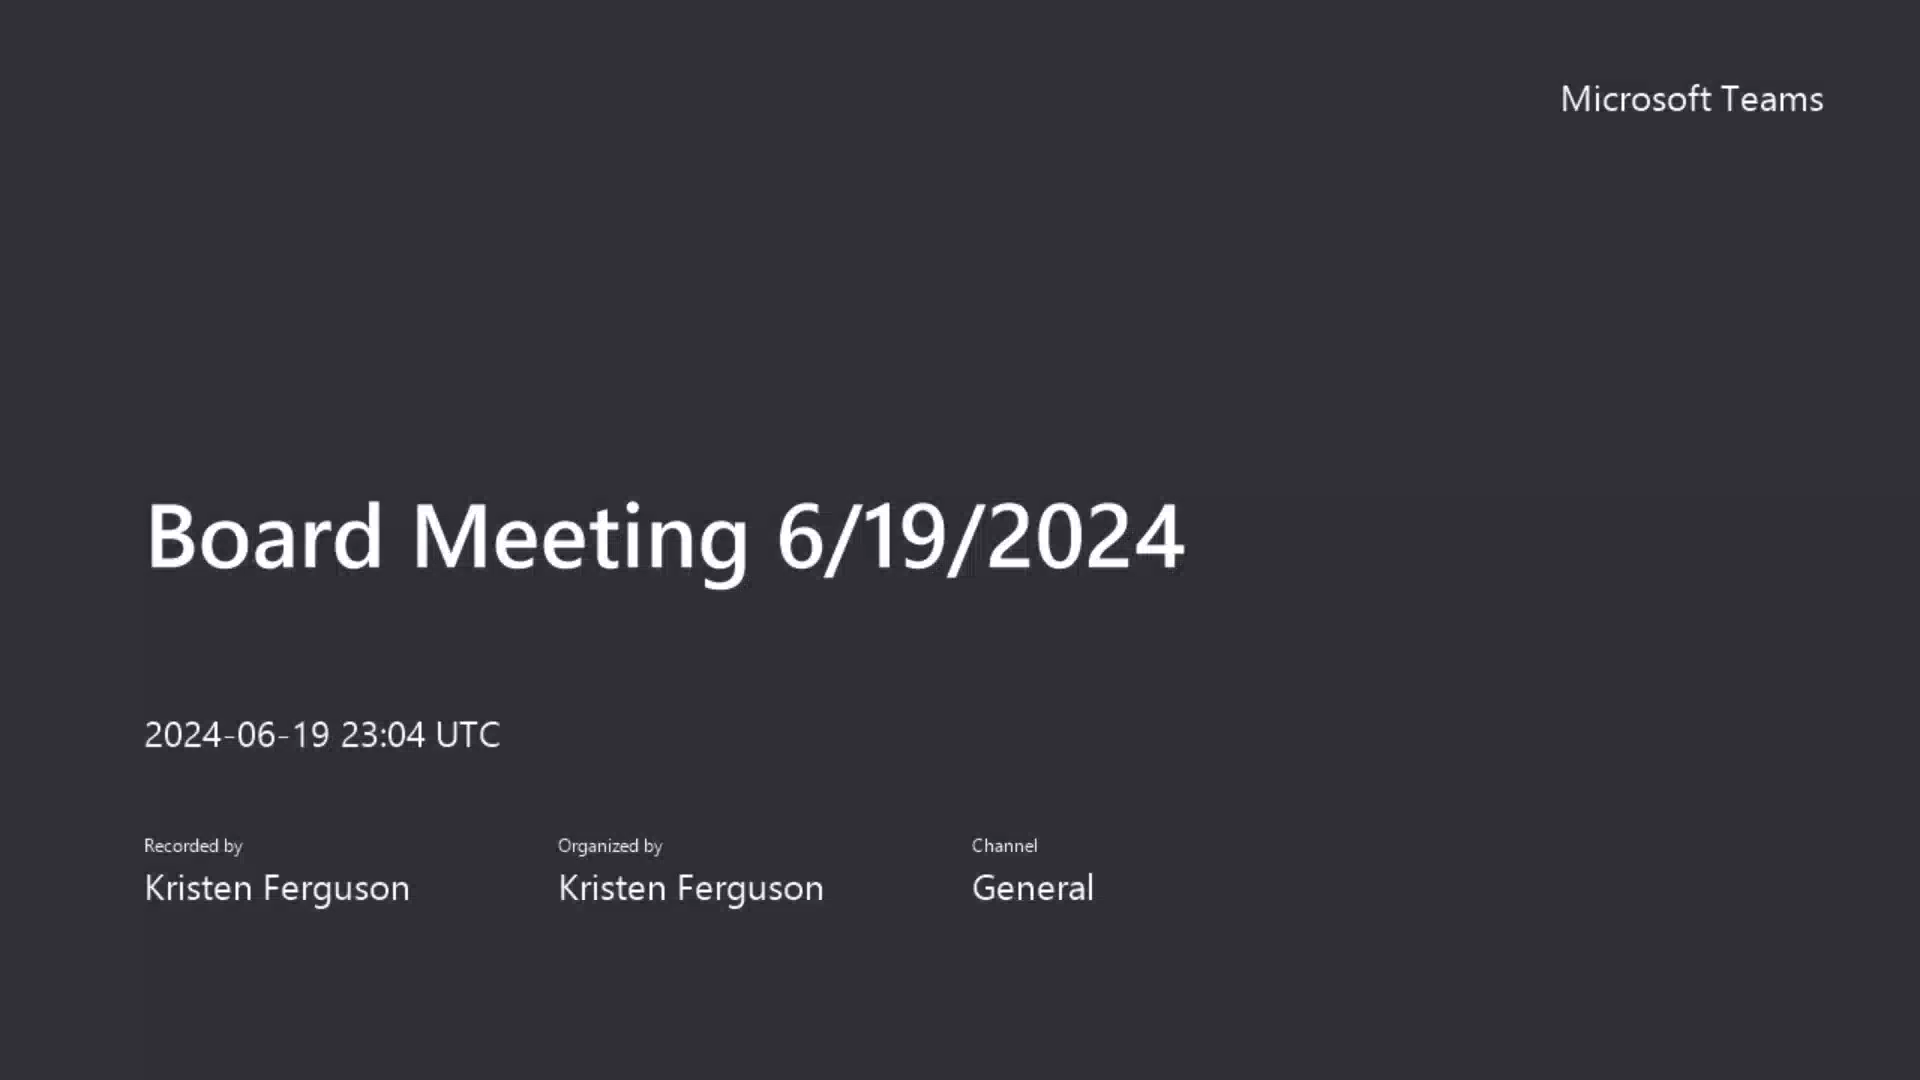 Microsoft Teams
Board Meeting 6/19/2024
2024-06-19 23:04 UTC
Recorded by
Kristen Ferguson
Organized by
Kristen Ferguson
Channel
General